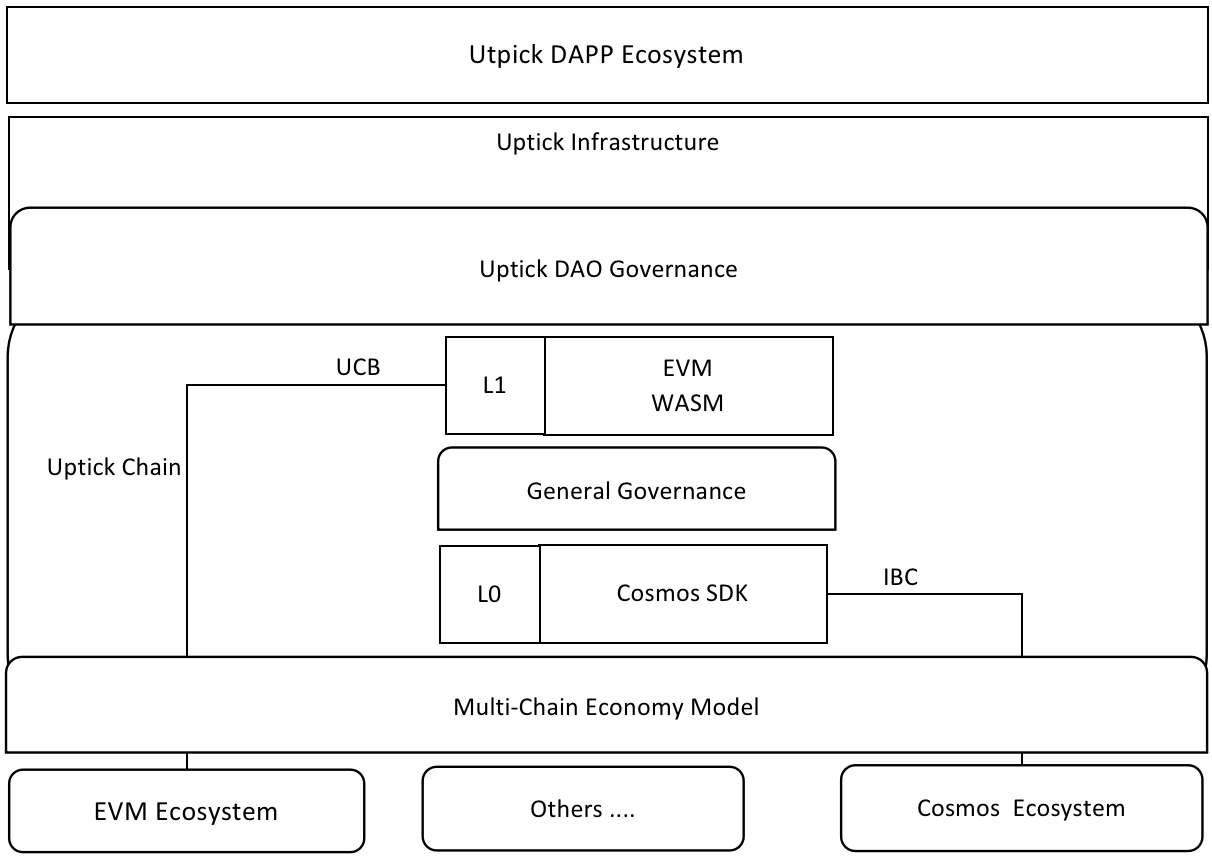 Utpick DAPP Ecosystem
Uptick Infrastructure
Uptick DAO Governance
UCB
L1
EVM
WASM
Uptick Chain
General Governance
L0
Cosmos SDK
IBC
Multi-Chain Economy Model
EVM Ecosystem
Others ....
Cosmos  Ecosystem